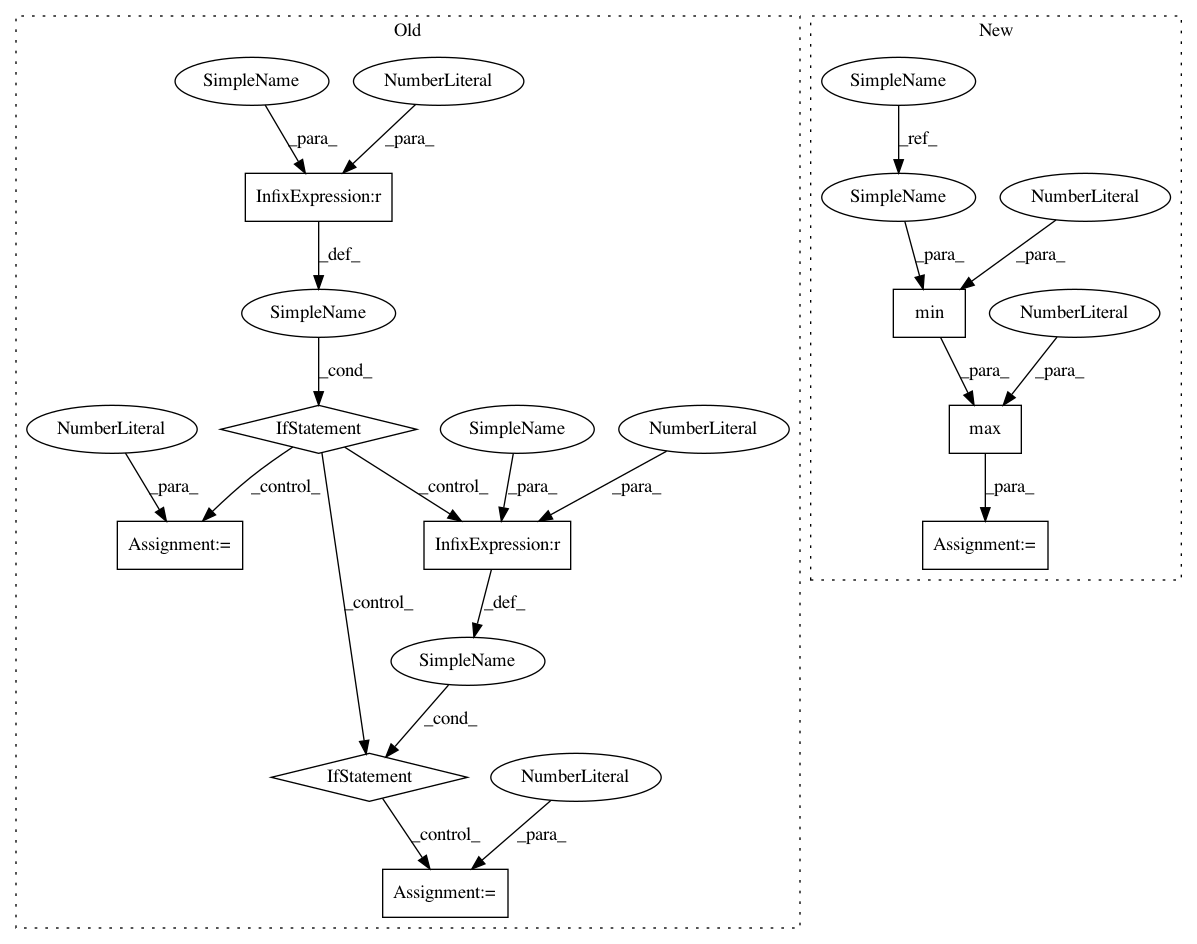 Old
New
SimpleName
NumberLiteral
SimpleName
_para_
_para_
_ref_
InfixExpression:r
SimpleName
NumberLiteral
_def_
_para_
_para_
SimpleName
min
NumberLiteral
_cond_
_para_
_para_
NumberLiteral
IfStatement
SimpleName
NumberLiteral
max
_para_
_control_
_control_
_para_
_para_
_para_
Assignment:=
InfixExpression:r
Assignment:=
_control_
_def_
SimpleName
_cond_
IfStatement
NumberLiteral
_control_
_para_
Assignment:=